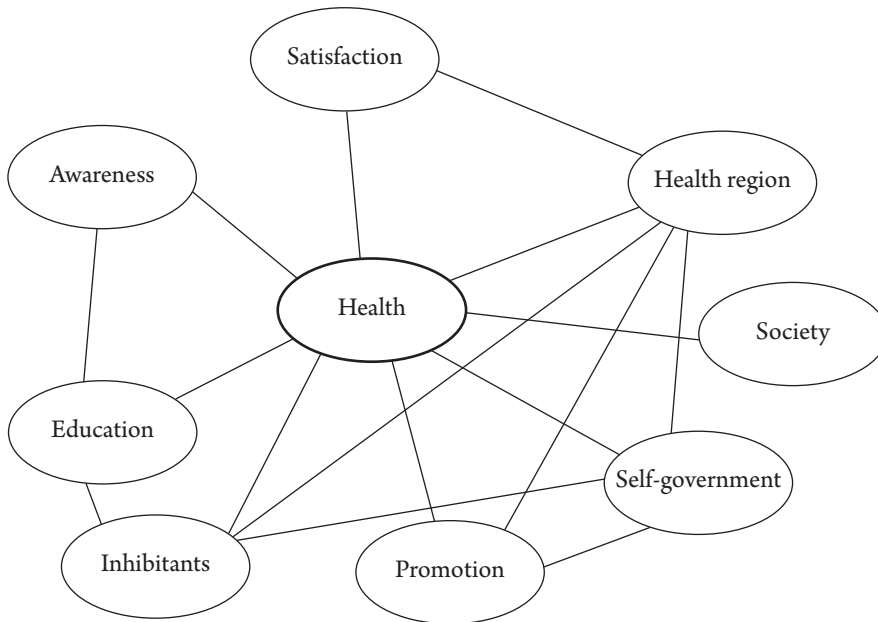 Satisfaction
Awareness
Health region
Health
Society
Education
Self-government
Inhibitants
Promotion